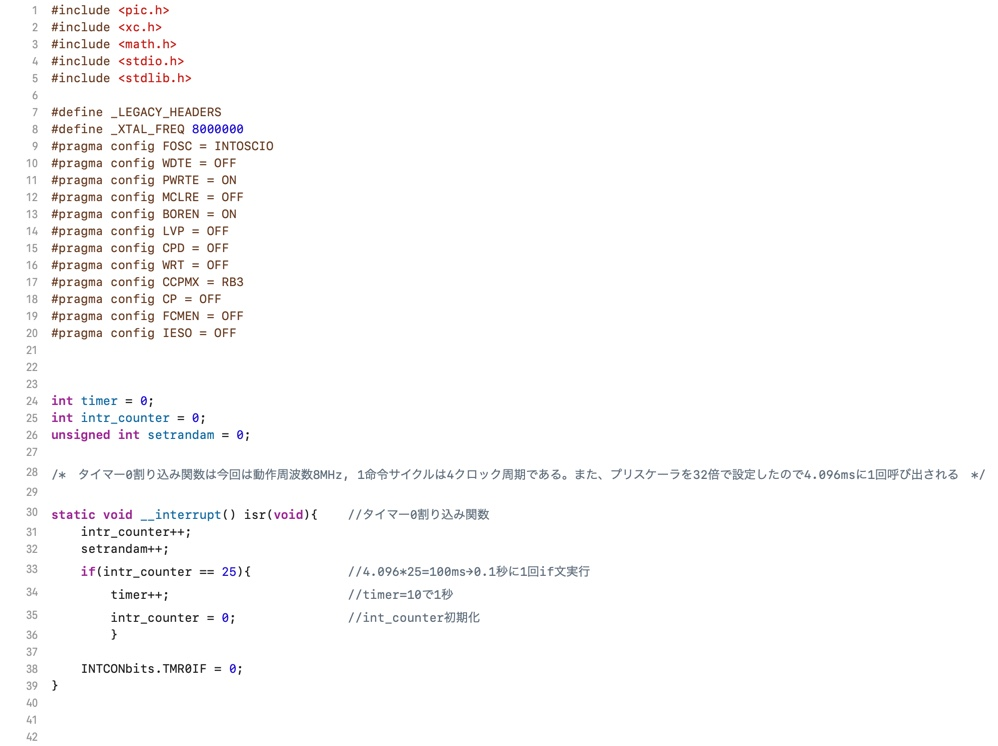 1 #include <pic.h>
2 #include <xc.h>
3 #include <math.h>
4 #include <stdio.h>
5 #include <stdlib.h>
6
7 #define _LEGACY_HEADERS
8 #define _XTAL_FREQ 8000000
9 #pragma config FOSC = INTOSCIO
10 #pragma config WDTE = OFF
11 #pragma config PWRTE = ON
12 #pragma config MCLRE = OFF
13 #pragma config BOREN = ON
14 #pragma config LVP = OFF
15 #pragma config CPD = OFF
16 #pragma config WRT = OFF
17 #pragma config CCPMX = RB3
18 #pragma config CP = OFF
19 #pragma config FCMEN = OFF
20 #pragma config IESO = OFF
21
22
23
24 int timer = 0;
25 int intr_counter = 0;
26 unsigned int setrandam = 0;
27
28 /* タイマー0割り込み関数は今回は動作周波数8MHz, 1命令サイクルは4クロック周期である。また、プリスケーラを32倍で設定したので4.096msに1回呼び出される */
29
30 static void __interrupt() isr(void){ //タイマー0割り込み関数
31 intr_counter++;
32 setrandam++;
33 if(intr_counter == 25){ //4.096*25=100ms→0.1秒に1回if文実行
34 timer++; //timer=10で1秒
35 intr_counter = 0; //int_counter初期化
36 }
37
38 INTCONbits.TMR0IF = 0;
39 }
40
41
42